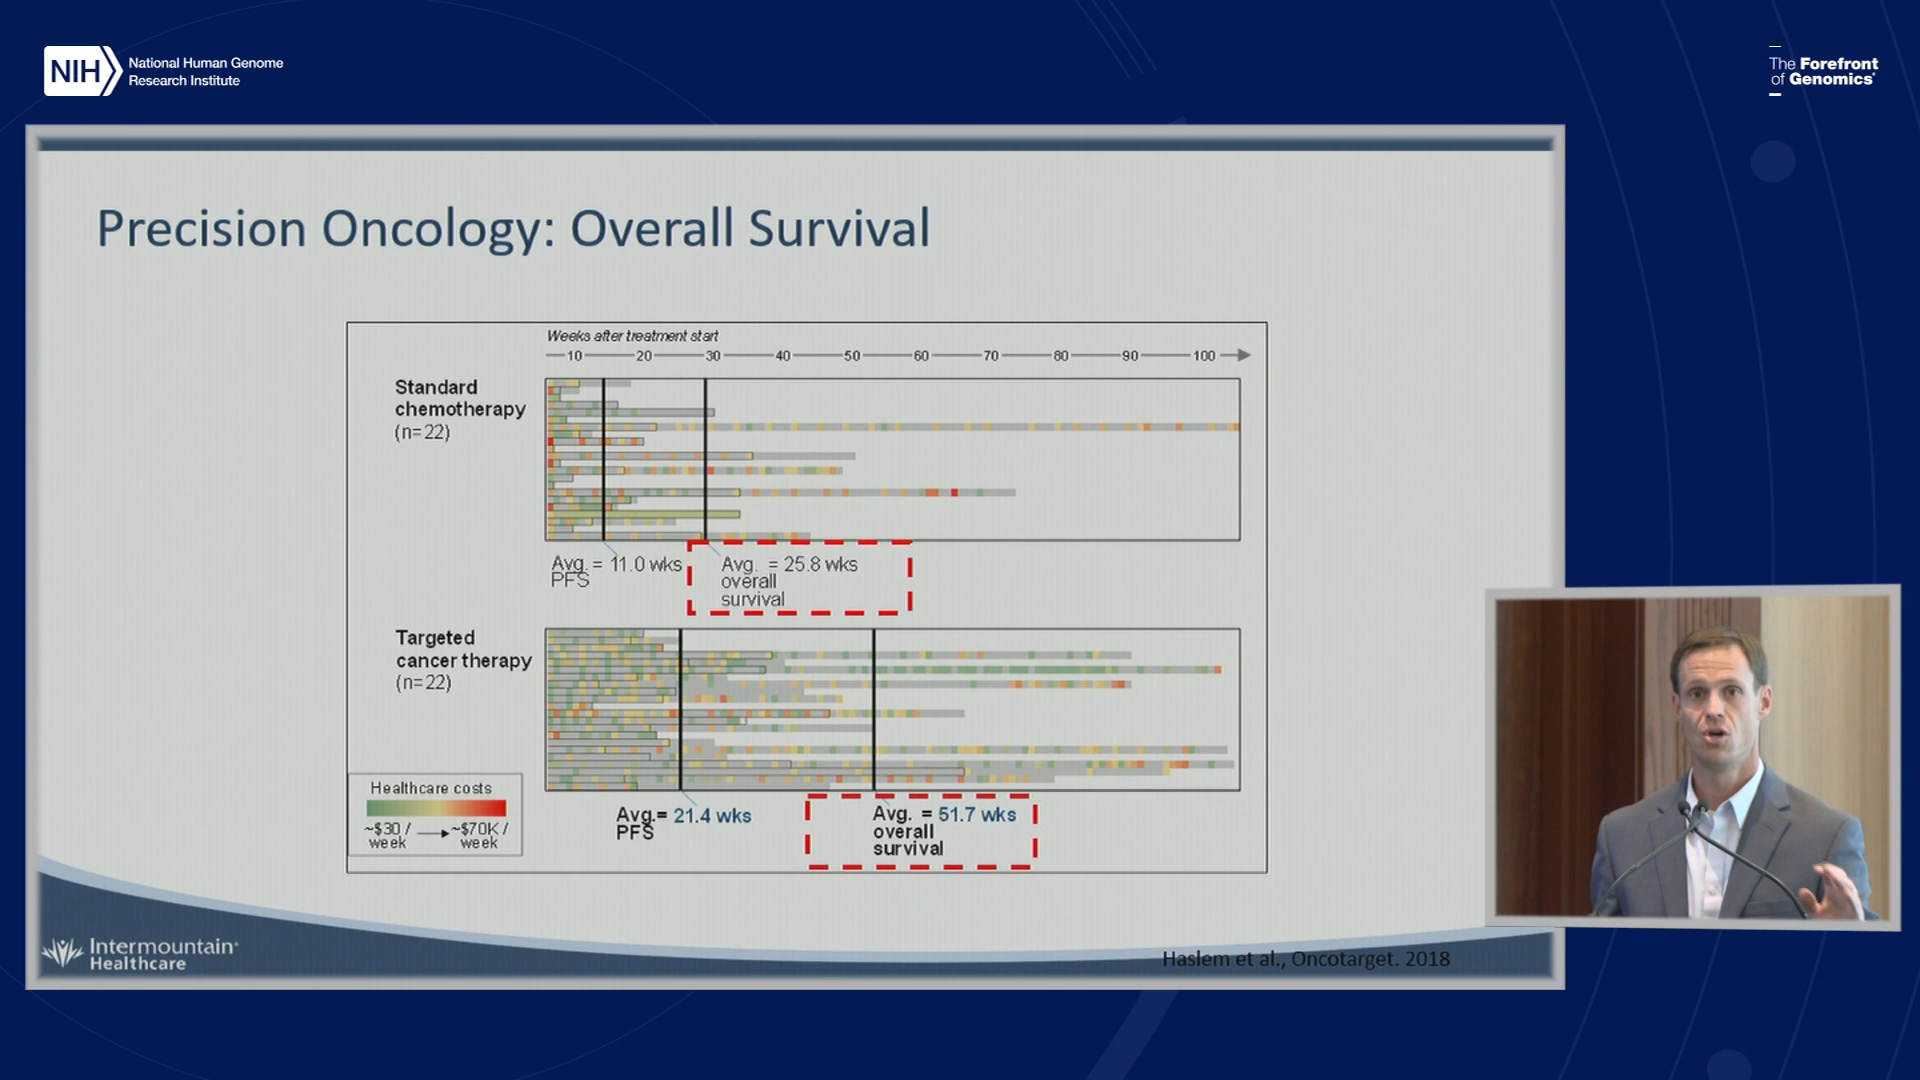 NIH
National Human Genome
Research Institute
The Forefront
of Genomics®
Precision Oncology: Overall Survival
Weeks after treatment start
10 20 30 40 50 60 70 80 90 100
Standard
chemotherapy
(n=22)
Avg. = 11.0 wks
PFS
Avg. = 25.8 wks
overall
survival
Targeted
cancer therapy
(n=22)
Healthcare costs
~$30 /
week
~$70K /
week
Avg.= 21.4 wks
PFS
Avg. = 51.7 wks
overall
survival
Intermountain®
Healthcare
Haslem et al., Oncotarget. 2018